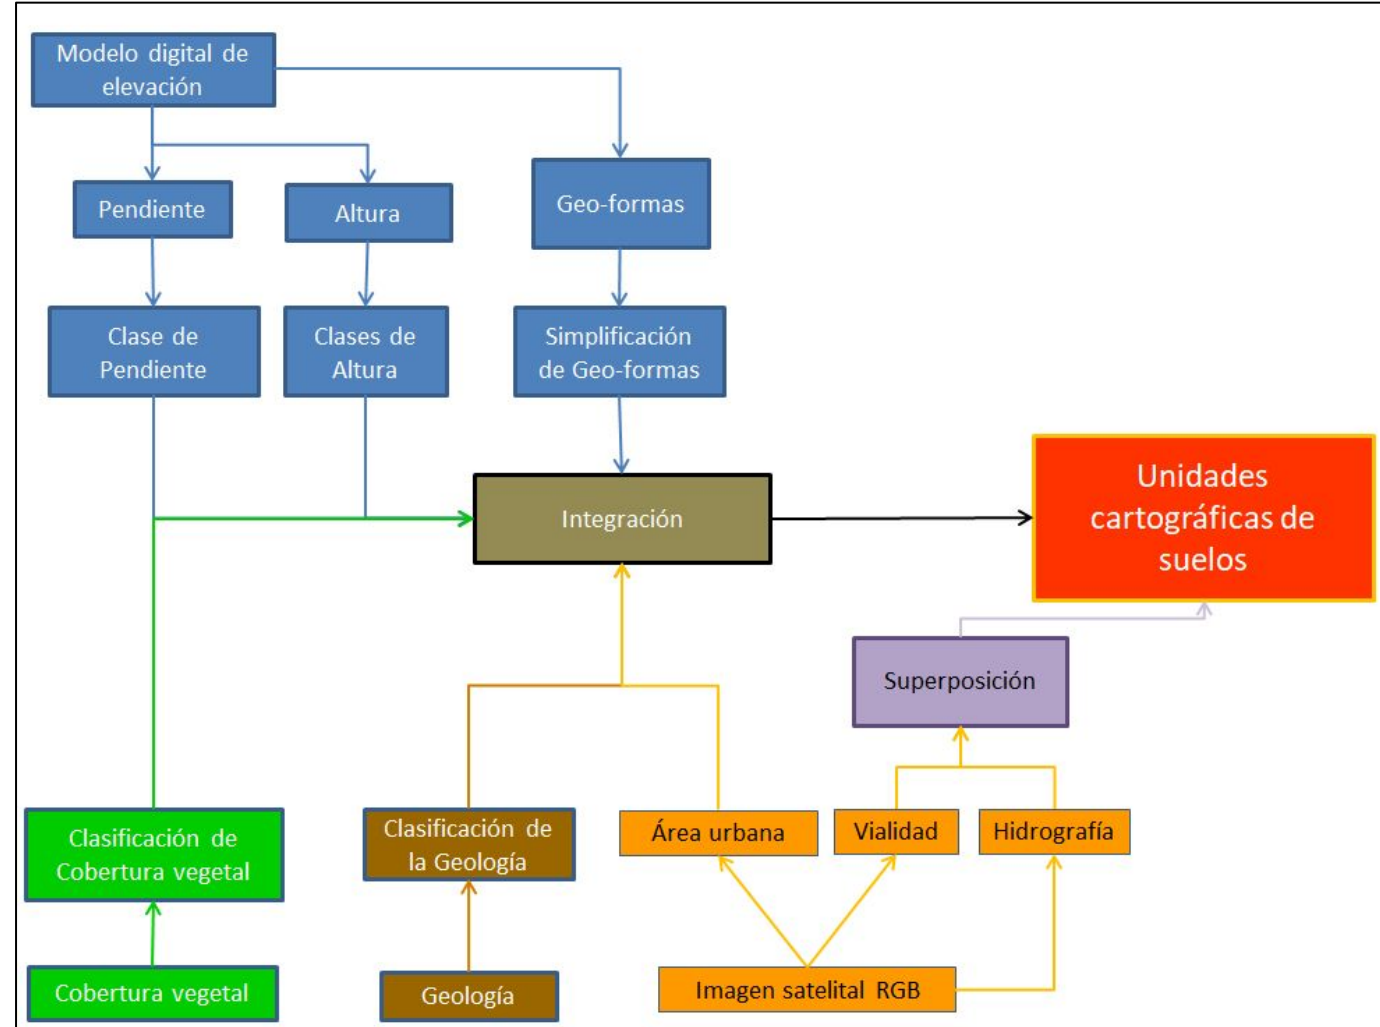 Modelo digital de
elevación
Pendiente
Altura
Geo-formas
Clase de
Pendiente
Clases de
Altura
Simplificación
de Geo-formas
Integración
Unidades
cartográficas de
suelos
Superposición
Clasificación de
Cobertura vegetal
Clasificación de
la Geología
Área urbana
Vialidad
Hidrografía
Cobertura vegetal
Geología
Imagen satelital RGB